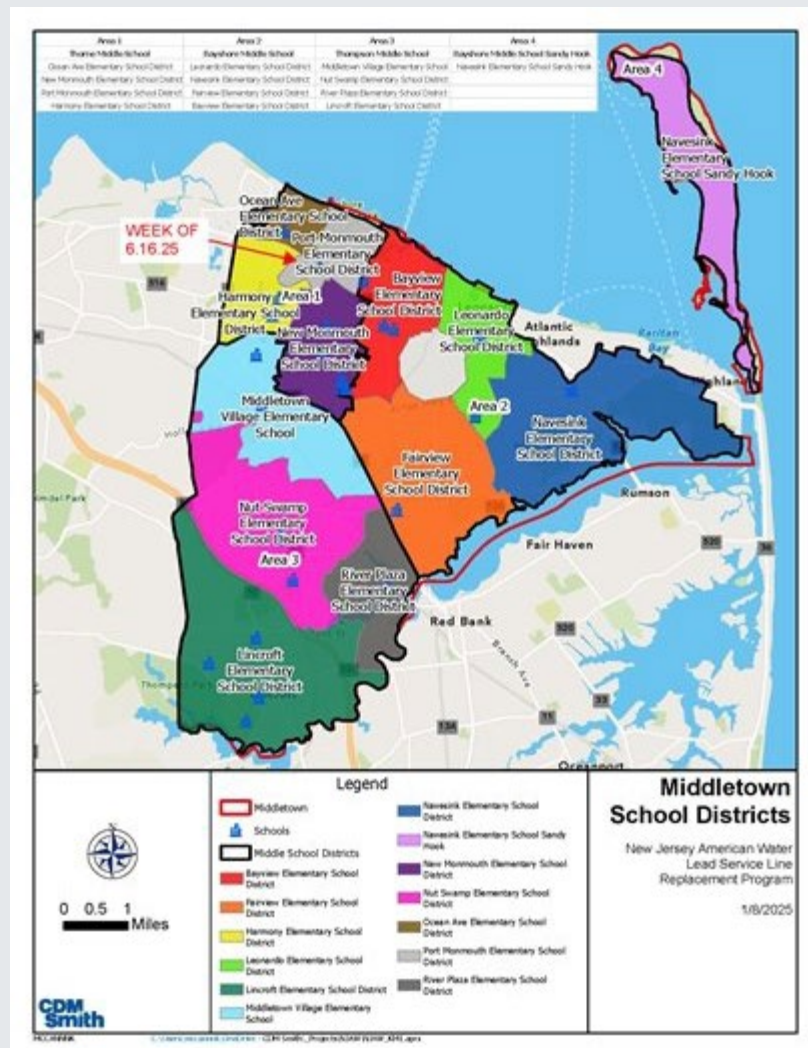 Area 1
Area 2
Area 3
Area 4
Thorne Middle School
Bayshore Middle School
Thompson Middle School
Bayshore Middle School Sandy Hook
Ocean Ave Elementary School District
Leonardo Elementary School District
Middletown Village Elementary School
Navesink Elementary School Sandy Hook
New Monmouth Elementary School District
Navesink Elementary School District
Nut Swamp Elementary School District
Port Monmouth Elementary School District
Fairview Elementary School District
River Plaza Elementary School District
Harmony Elementary School District
Bayview Elementary School District
Lincroft Elementary School District
Area 4
Navesink
Elementary
School Sandy
Hook
Ocean Ave
Elementary School
District
WEEK OF
6.16.25
Port Monmouth
Elementary
School District
Bayview
Elementary
School District
Harmony
Elementary School
District
Area 1
New Monmouth
Elementary
School District
Leonardo
Elementary
School District
Atlantic
Highlands
Raritan
Bay
Middletown
Village Elementary
School
Area 2
Navesink
Elementary
School District
Fairview
Elementary
School District
Nut Swamp
Elementary
School District
Area 3
River Plaza
Elementary
School District
Rumson
Fair Haven
520
36
Red Bank
520
Branch Ave
Lincroft
Elementary
School District
33
11
13A
Oceanport
Legend
Middletown
Schools
Middle School Districts
Bayview Elementary School
District
Fairview Elementary School
District
Harmony Elementary School
District
Leonardo Elementary School
District
Lincroft Elementary School District
Middletown Village Elementary
School
Navesink Elementary School
District
Navesink Elementary School Sandy
Hook
New Monmouth Elementary School
District
Nut Swamp Elementary School
District
Ocean Ave Elementary School
District
Port Monmouth Elementary School
District
River Plaza Elementary School
District
0 0.5 1
Miles
Middletown
School Districts
New Jersey American Water
Lead Service Line
Replacement Program
1/8/2025
CDM
Smith